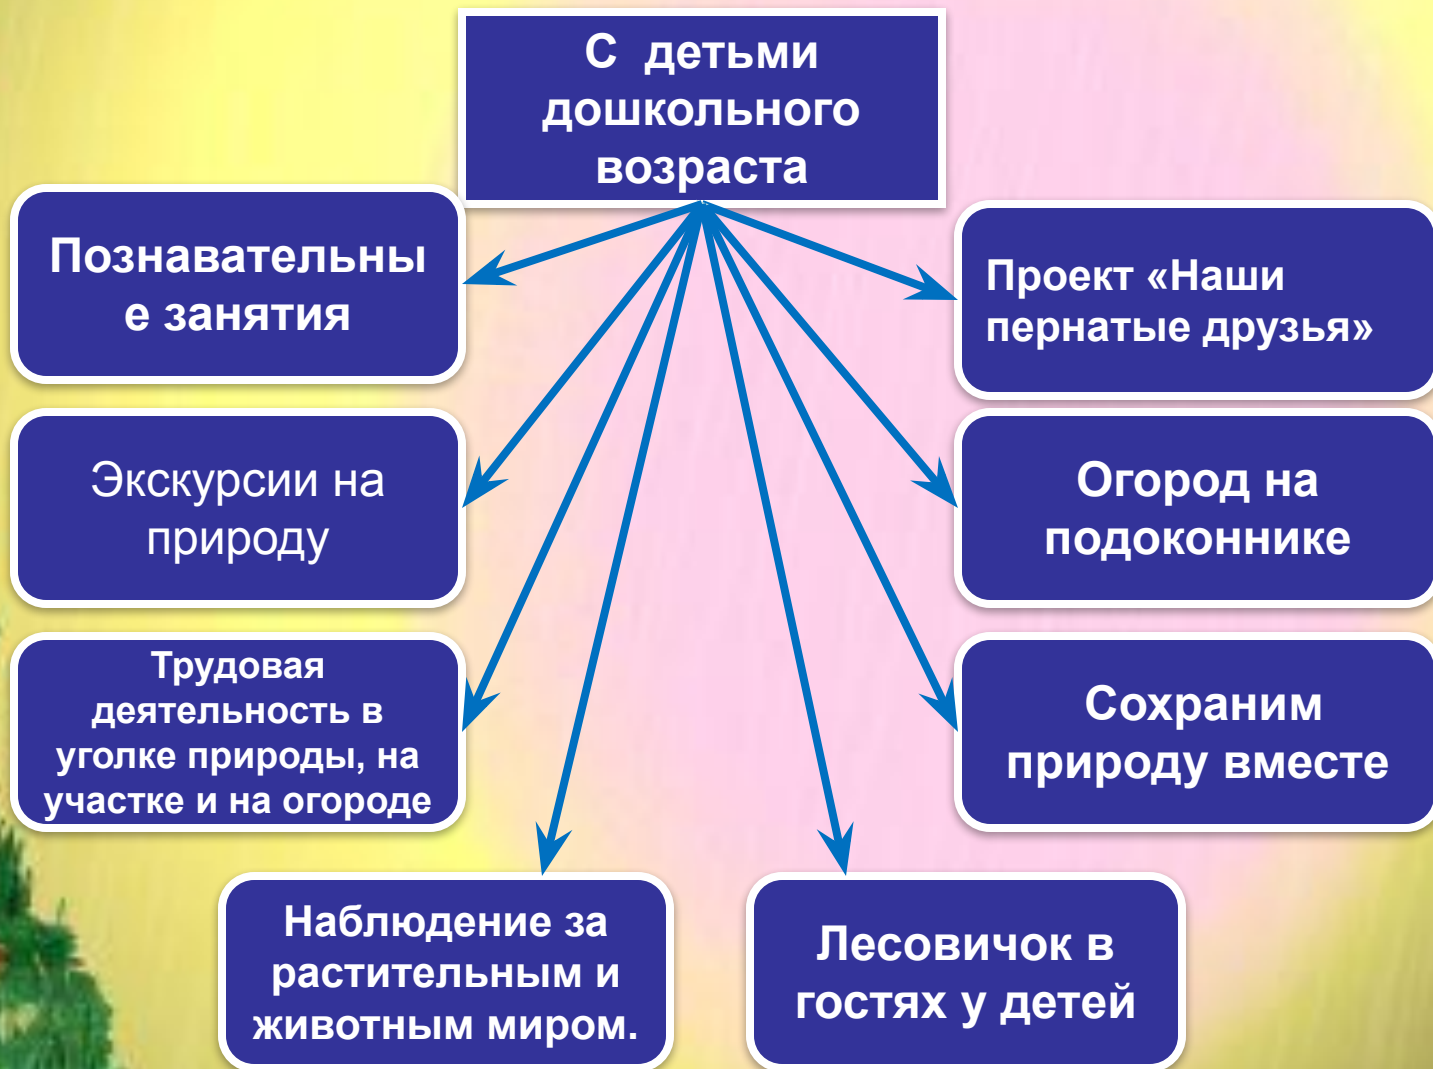 С  детьми
дошкольного
возраста
Познавательны
е занятия
Проект «Наши
пернатые друзья»
Экскурсии на
природу
Огород на
подоконнике
Трудовая
деятельность в
уголке природы, на
участке и на огороде
Сохраним
природу вместе
Наблюдение за
растительным и
животным миром.
Лесовичок в
гостях у детей